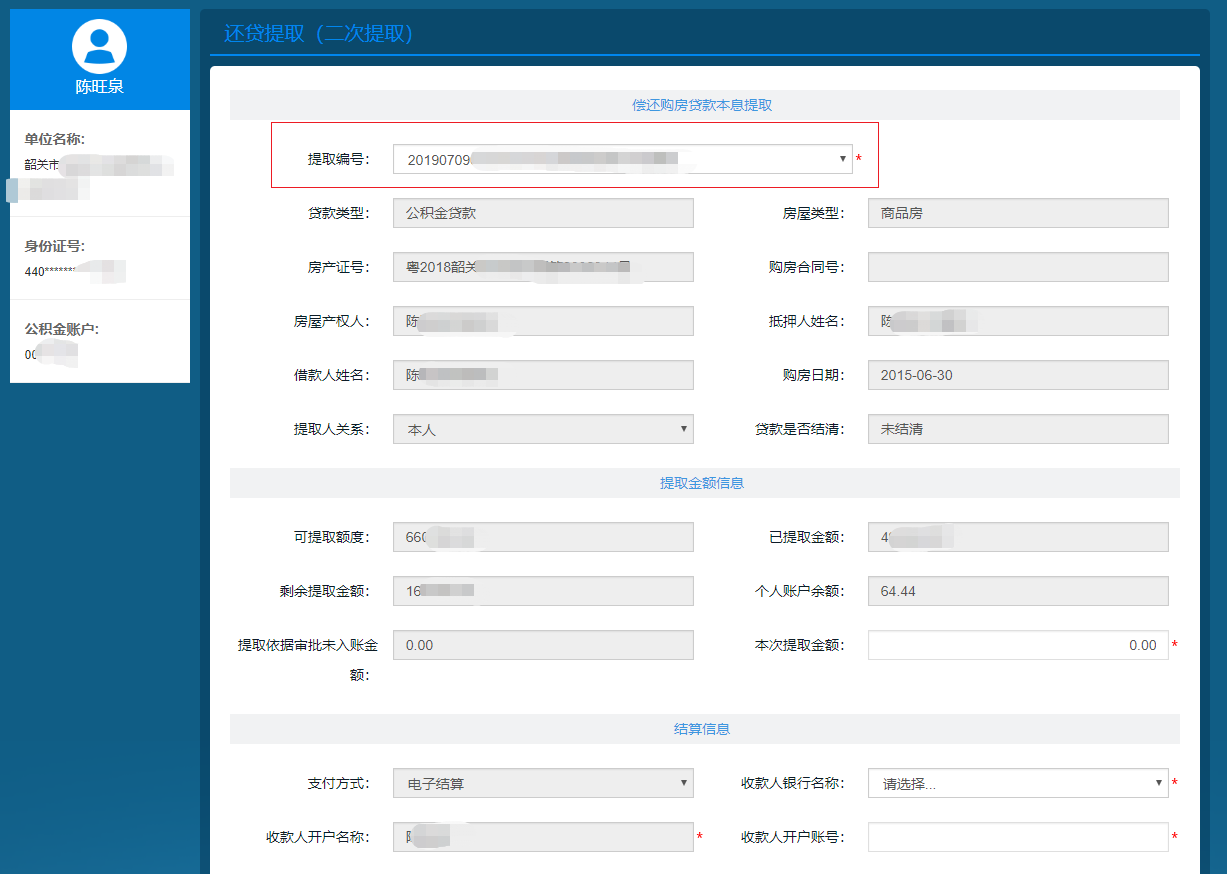 陈旺泉
单位名称:
韶关市
身份证号:
440*******
公积金账户:
00
还贷提取（二次提取）
偿还购房贷款本息提取
提取编号： 20190709 *
贷款类型： 公积金贷款 房屋类型： 商品房
房产证号： 粤2018韶关 购房合同号：
房屋产权人： 陈 抵押人姓名： 陈
借款人姓名： 陈 购房日期： 2015-06-30
提取人关系： 本人 贷款是否结清： 未结清
提取金额信息
可提取额度： 660 已提取金额： 4
剩余提取金额： 16 个人账户余额： 64.44
提取依据审批未入账金 0.00 本次提取金额： 0.00 *
额：
结算信息
支付方式： 电子结算 收款人银行名称： 请选择... *
收款人开户名称： * 收款人开户账号： *